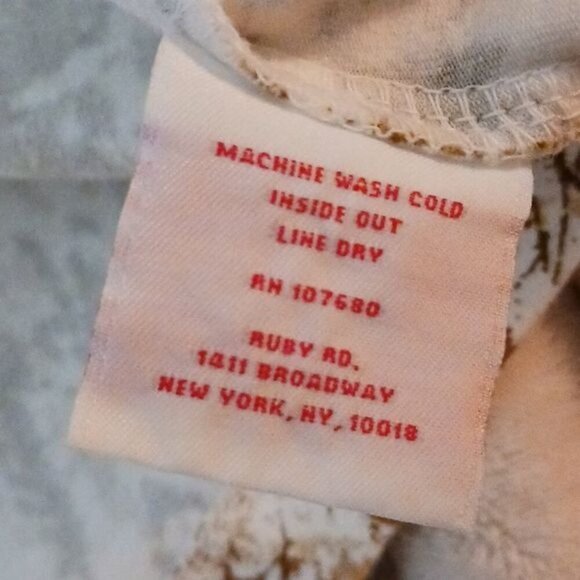 MACHINE WASH COLD
INSIDE OUT
LINE DRY
RN 107680
RUBY RD.
1411 BROADWAY
NEW YORK, NY, 10018